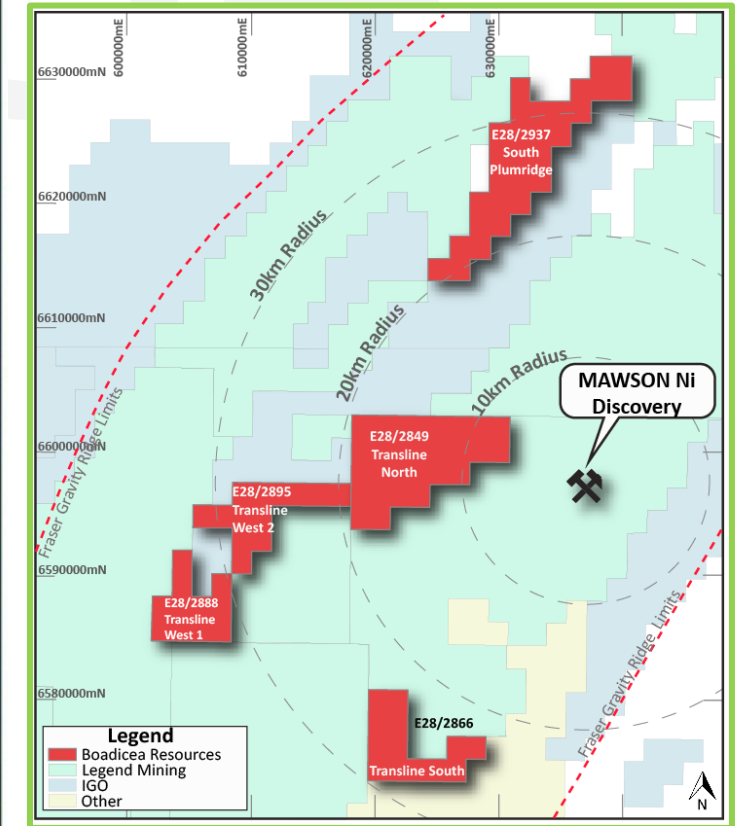 600000mE
610000mE
620000mE
630000mE
6630000mN
6620000mN
6610000mN
6600000mN
6590000mN
6580000mN
E28/2937
South
Plumridge
30km Radius
20km Radius
10km Radius
MAWSON Ni
Discovery
E28/2849
Transline
North
E28/2895
Transline
West 2
E28/2888
Transline
West 1
E28/2866
Transline South
Fraser Gravity Ridge Limits
Fraser Gravity Ridge Limits
Legend
Boadicea Resources
Legend Mining
IGO
Other
N